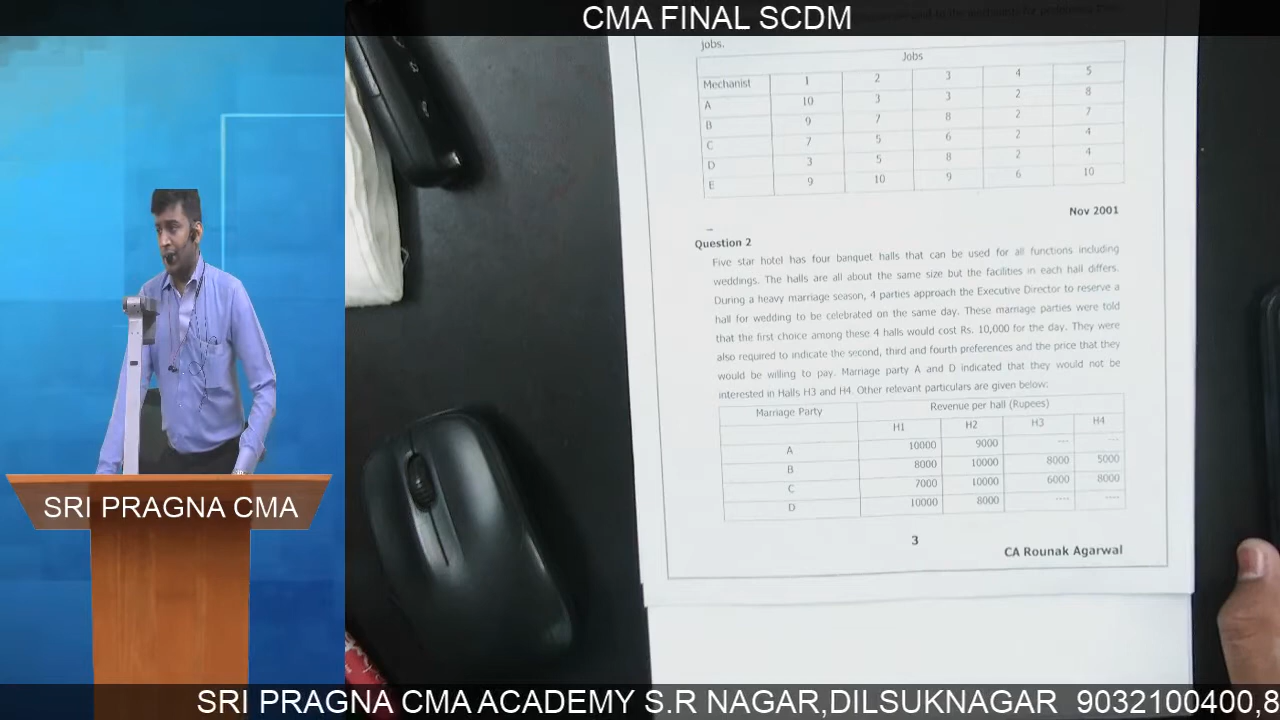 CMA FINAL SCDM
jobs.
Jobs
Mechanist 1 2 3 4 5
A 10 3 3 2 8
B 9 7 8 2 7
C 7 5 6 2 4
D 3 5 8 2 4
E 9 10 9 6 10
Nov 2001
Question 2
Five star hotel has four banquet halls that can be used for all functions including
weddings. The halls are all about the same size but the facilities in each hall differs.
During a heavy marriage season, 4 parties approach the Executive Director to reserve a
hall for wedding to be celebrated on the same day. These marriage parties were told
that the first choice among these 4 halls would cost Rs. 10,000 for the day. They were
also required to indicate the second, third and fourth preferences and the price that they
would be willing to pay. Marriage party A and D indicated that they would not be
interested in Halls H3 and H4. Other relevant particulars are given below:
Marriage Party Revenue per hall (Rupees)
H1 H2 H3 H4
A 10000 9000 --- ---
B 8000 10000 8000 5000
C 7000 10000 6000 8000
D 10000 8000 ---- ----
3
CA Rounak Agarwal
SRI PRAGNA CMA
SRI PRAGNA CMA ACADEMY S.R NAGAR,DILSUKNAGAR 9032100400,8